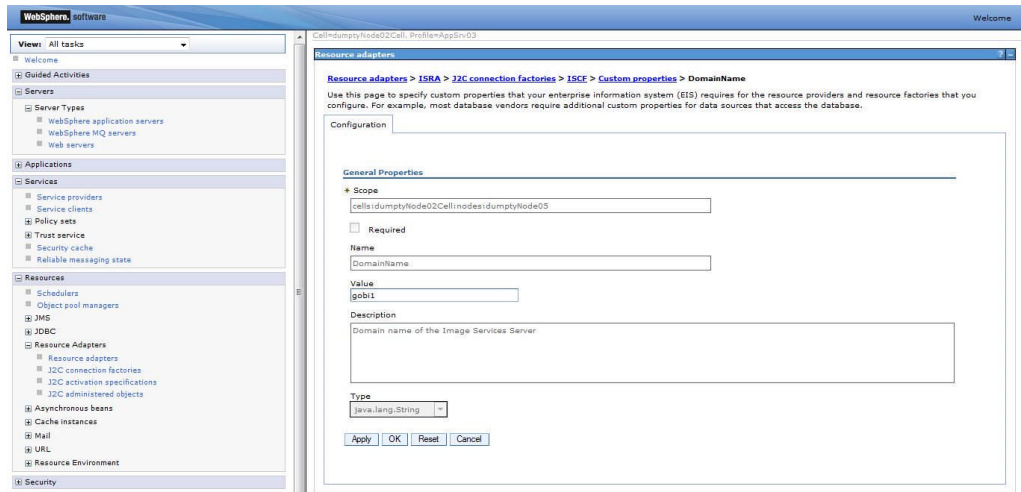 WebSphere. software
Welcome
View: All tasks
Welcome
Guided Activities
Servers
Server Types
WebSphere application servers
WebSphere MQ servers
Web servers
Applications
Services
Service providers
Service clients
Policy sets
Trust service
Security cache
Reliable messaging state
Resources
Schedulers
Object pool managers
JMS
JDBC
Resource Adapters
Resource adapters
J2C connection factories
J2C activation specifications
J2C administered objects
Asynchronous beans
Cache instances
Mail
URL
Resource Environment
Security
Cell=dumptyNode02Cell, Profile=AppSrv03
Resource adapters
? -
Resource adapters > ISRA > J2C connection factories > ISCF > Custom properties > DomainName
Use this page to specify custom properties that your enterprise information system (EIS) requires for the resource providers and resource factories that you
configure. For example, most database vendors require additional custom properties for data sources that access the database.
Configuration
General Properties
* Scope
cells:dumptyNode02Cell:nodes:dumptyNode05
Required
Name
DomainName
Value
gobi1
Description
Domain name of the Image Services Server
Type
java.lang.String
Apply OK Reset Cancel